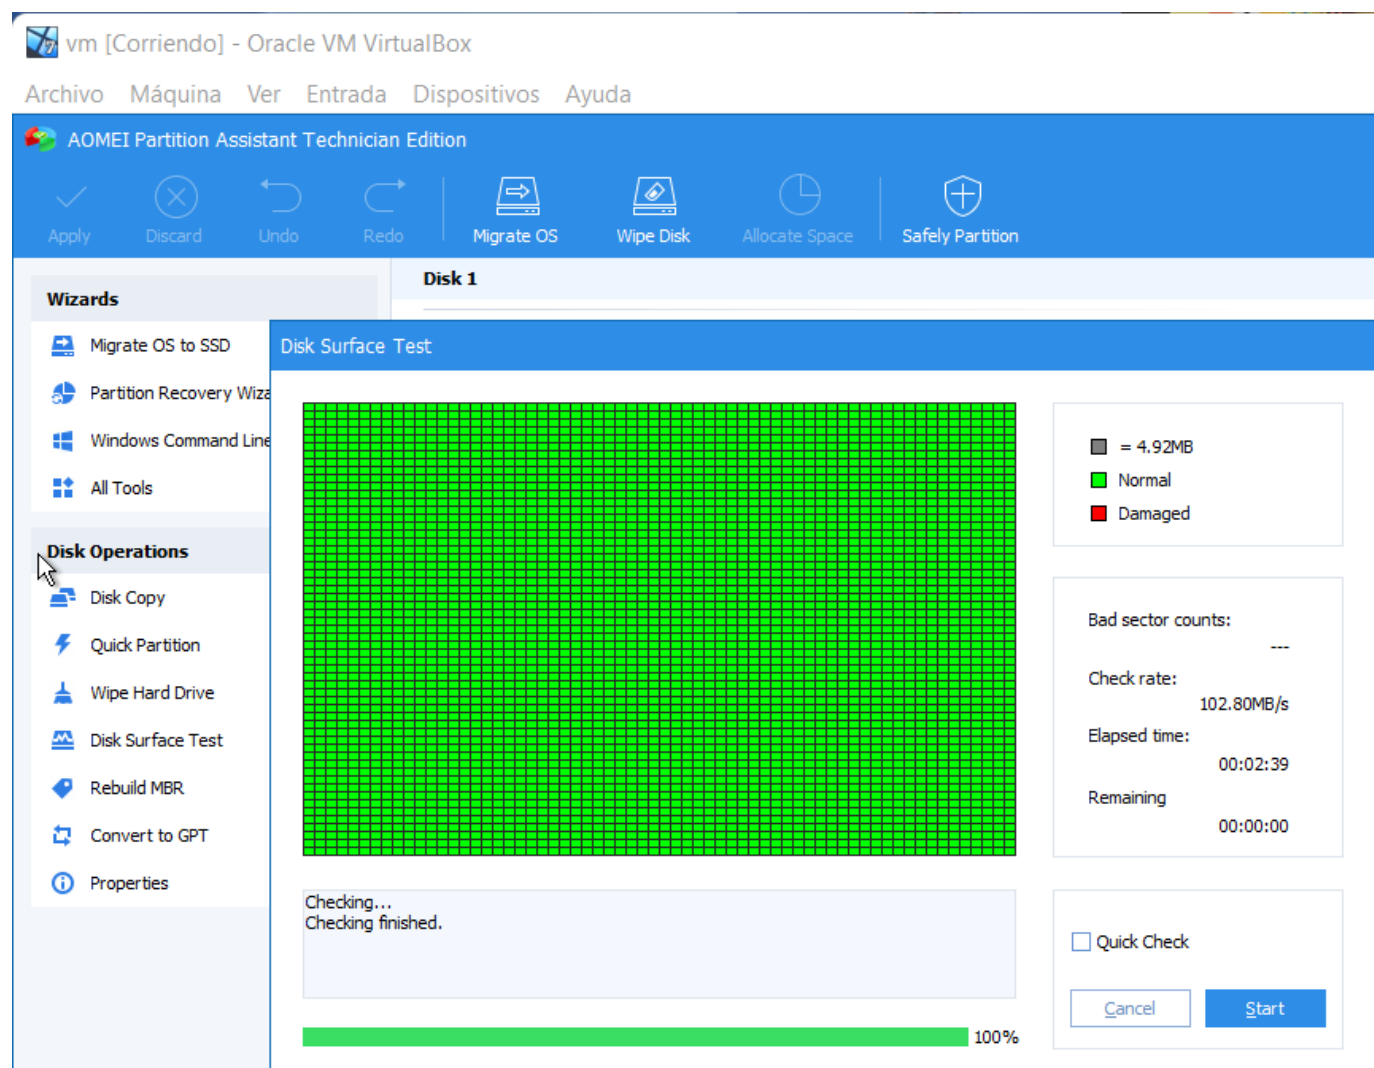 vm [Corriendo] - Oracle VM VirtualBox
Archivo Máquina Ver Entrada Dispositivos Ayuda
AOMEI Partition Assistant Technician Edition
Apply Discard Undo Redo Migrate OS Wipe Disk Allocate Space Safely Partition
Disk 1
Wizards
Migrate OS to SSD
Partition Recovery Wiza
Windows Command Line
All Tools
Disk Operations
Disk Copy
Quick Partition
Wipe Hard Drive
Disk Surface Test
Rebuild MBR
Convert to GPT
Properties
Disk Surface Test
= 4.92MB
Normal
Damaged
Bad sector counts:
---
Check rate:
102.80MB/s
Elapsed time:
00:02:39
Remaining
00:00:00
Checking...
Checking finished.
100%
Quick Check
Cancel Start